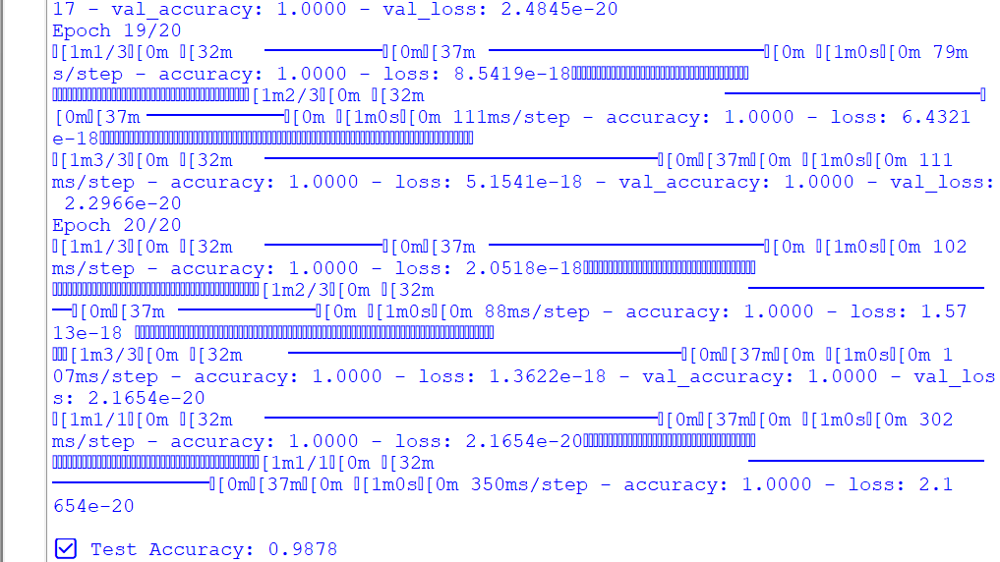 17 - val_accuracy: 1.0000 - val_loss: 2.4845e-20
Epoch 19/20
[1m1/3[0m [32m ━━━━━━[0m[37m ━━━━━━━━━━━━━━[0m [1m0s[0m 79m
s/step - accuracy: 1.0000 - loss: 8.5419e-18
[1m2/3[0m [32m ━━━━━━━━━━━━━
[0m[37m ━━━━━━━[0m [1m0s[0m 111ms/step - accuracy: 1.0000 - loss: 6.4321
e-18
[1m3/3[0m [32m ━━━━━━━━━━━━━━━━━━━━[0m[37m[0m [1m0s[0m 111
ms/step - accuracy: 1.0000 - loss: 5.1541e-18 - val_accuracy: 1.0000 - val_loss:
2.2966e-20
Epoch 20/20
[1m1/3[0m [32m ━━━━━━[0m[37m ━━━━━━━━━━━━━━[0m [1m0s[0m 102
ms/step - accuracy: 1.0000 - loss: 2.0518e-18
[1m2/3[0m [32m ━━━━━━━━━━━━
━[0m[37m ━━━━━━━[0m [1m0s[0m 88ms/step - accuracy: 1.0000 - loss: 1.57
13e-18
[1m3/3[0m [32m ━━━━━━━━━━━━━━━━━━━━[0m[37m[0m [1m0s[0m 1
07ms/step - accuracy: 1.0000 - loss: 1.3622e-18 - val_accuracy: 1.0000 - val_los
s: 2.1654e-20
[1m1/1[0m [32m ━━━━━━━━━━━━━━━━━━━━[0m[37m[0m [1m0s[0m 302
ms/step - accuracy: 1.0000 - loss: 2.1654e-20
[1m1/1[0m [32m ━━━━━━━━━━━━
━━━━━━━━[0m[37m[0m [1m0s[0m 350ms/step - accuracy: 1.0000 - loss: 2.1
654e-20
☑ Test Accuracy: 0.9878